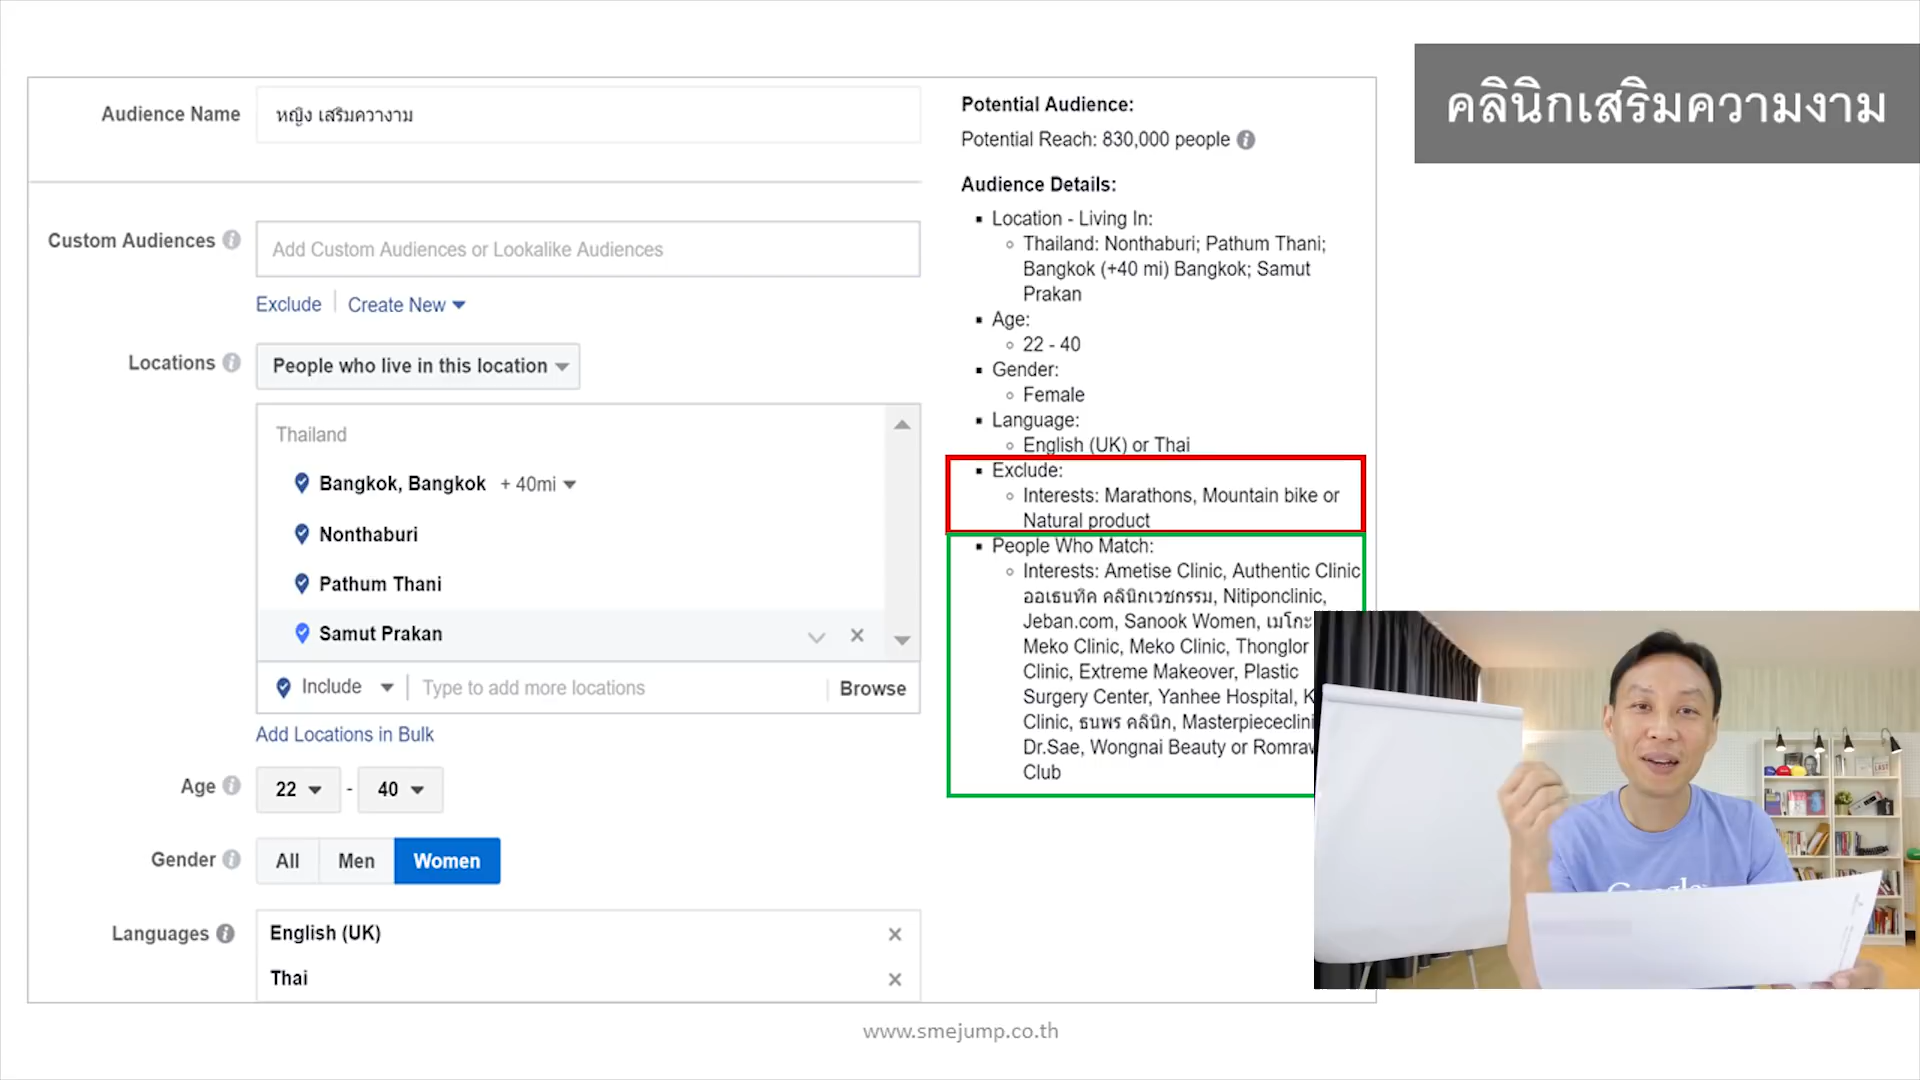 คลินิกเสริมความงาม
Audience Name
หญิง เสริมความงาม
Custom Audiences
Add Custom Audiences or Lookalike Audiences
Exclude
Create New
Locations
People who live in this location
Thailand
Bangkok, Bangkok + 40mi
Nonthaburi
Pathum Thani
Samut Prakan
Include
Type to add more locations
Browse
Add Locations in Bulk
Age
22 - 40
Gender
All Men Women
Languages
English (UK)
Thai
Potential Audience:
Potential Reach: 830,000 people
Audience Details:
Location - Living In:
Thailand: Nonthaburi; Pathum Thani;
Bangkok (+40 mi) Bangkok; Samut
Prakan
Age:
22 - 40
Gender:
Female
Language:
English (UK) or Thai
Exclude:
Interests: Marathons, Mountain bike or
Natural product
People Who Match:
Interests: Ametise Clinic, Authentic Clinic
ออเธนทิค คลินิกเวชกรรม, Nitiponclinic,
Jeban.com, Sanook Women, เมโกะ
Meko Clinic, Meko Clinic, Thonglor
Clinic, Extreme Makeover, Plastic
Surgery Center, Yanhee Hospital, K
Clinic, ธนพร คลินิก, Masterpiececlini
Dr.Sae, Wongnai Beauty or Romraw
Club
Google
www.smejump.co.th